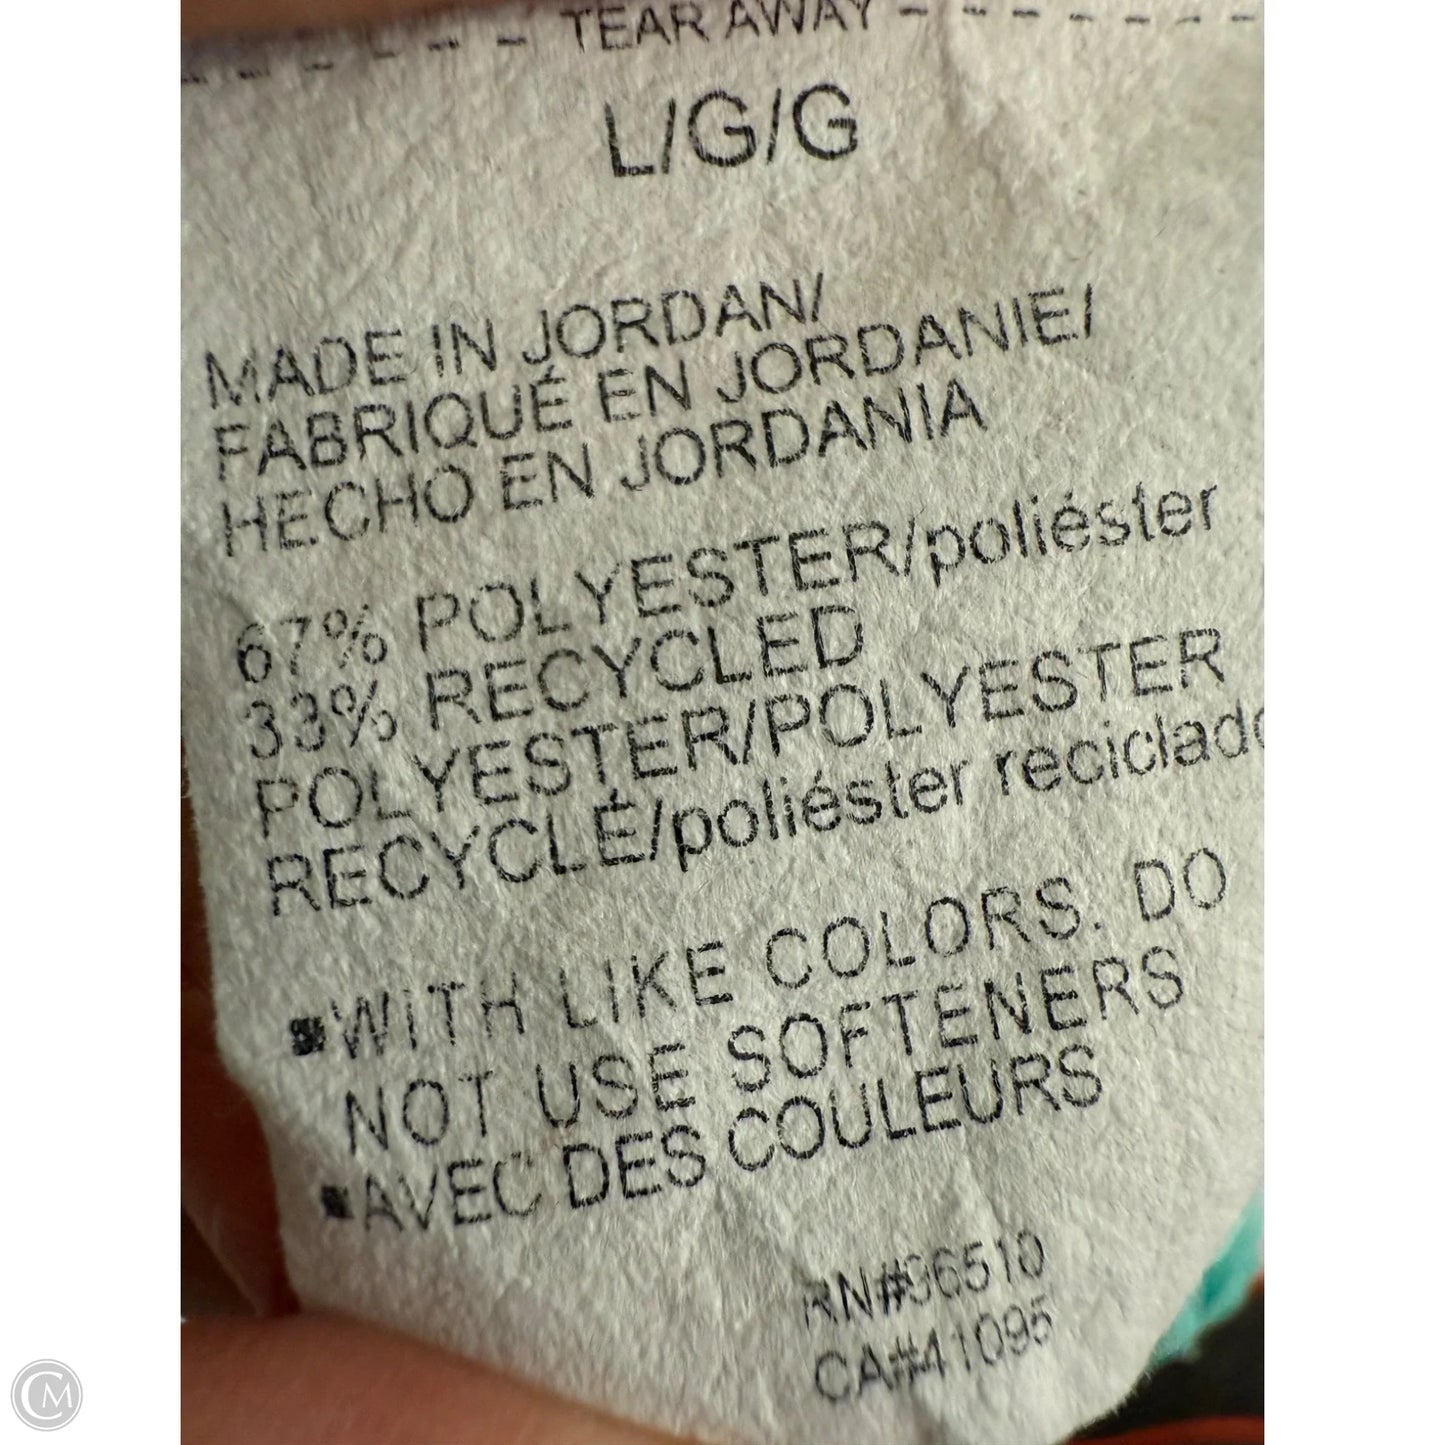 TEAR AWAY
L/G/G
MADE IN JORDAN/
FABRIQUÉ EN JORDANIE/
HECHO EN JORDANIA
67% POLYESTER/poliéster
33% RECYCLED
POLYESTER/POLYESTER
RECYCLÉ/poliéster reciclado
▪WITH LIKE COLORS. DO
NOT USE SOFTENERS
▪AVEC DES COULEURS
RN#96510
CA#41095
CM